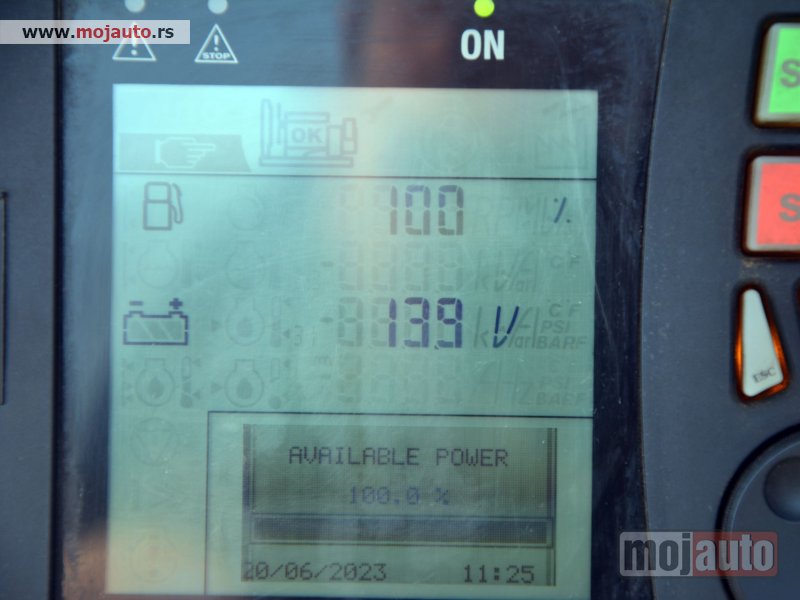 www.mojauto.rs
STOP
ON
OK
100 %
13.9 V
AVAILABLE POWER
100.0 %
20/06/2023 11:25
ESC
mojauto